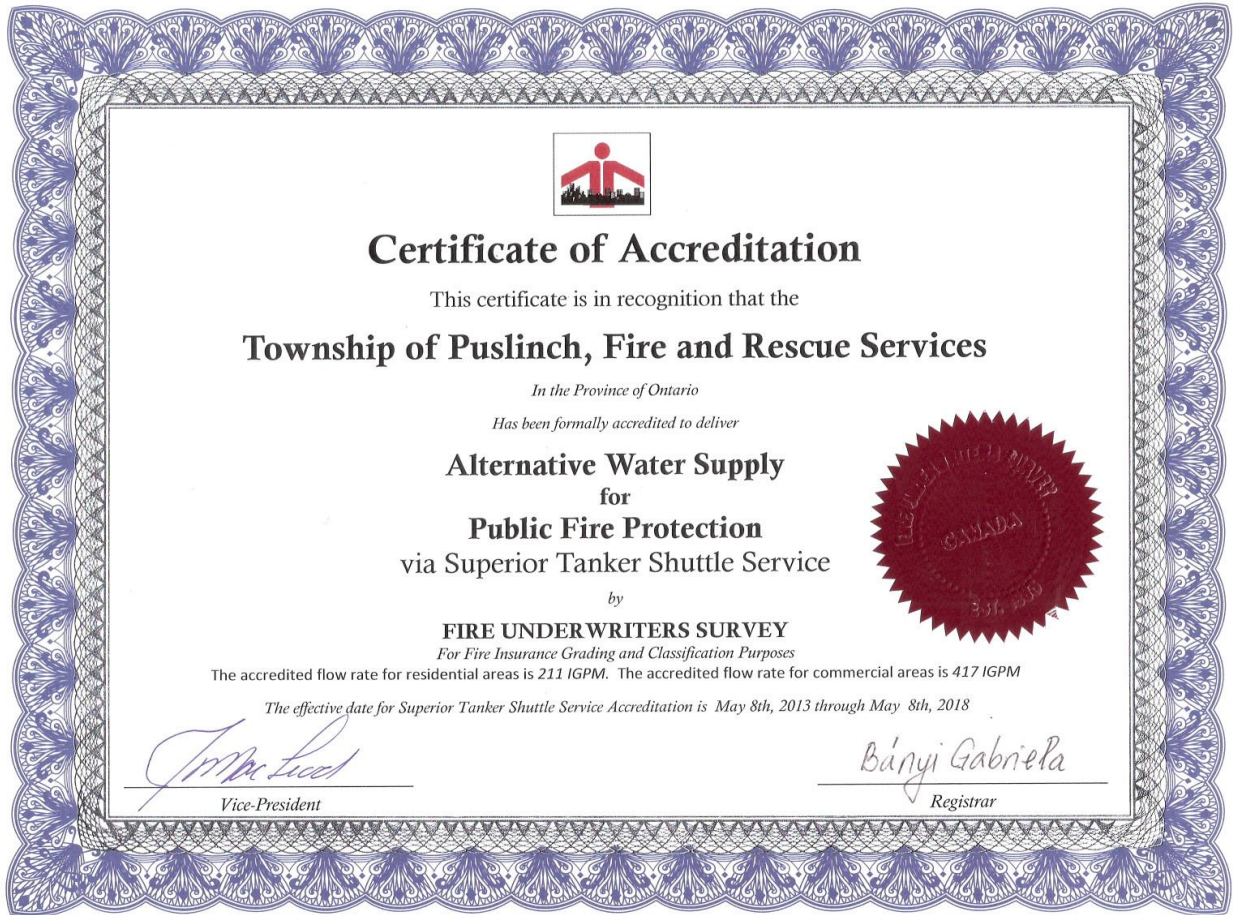 Certificate of Accreditation
This certificate is in recognition that the
Township of Puslinch, Fire and Rescue Services
In the Province of Ontario
Has been formally accredited to deliver
Alternative Water Supply
for
Public Fire Protection
via Superior Tanker Shuttle Service
by
FIRE UNDERWRITERS SURVEY
For Fire Insurance Grading and Classification Purposes
The accredited flow rate for residential areas is 211 IGPM. The accredited flow rate for commercial areas is 417 IGPM
The effective date for Superior Tanker Shuttle Service Accreditation is May 8th, 2013 through May 8th, 2018
Bányi Gabriella
Vice-President
Registrar
CANADA